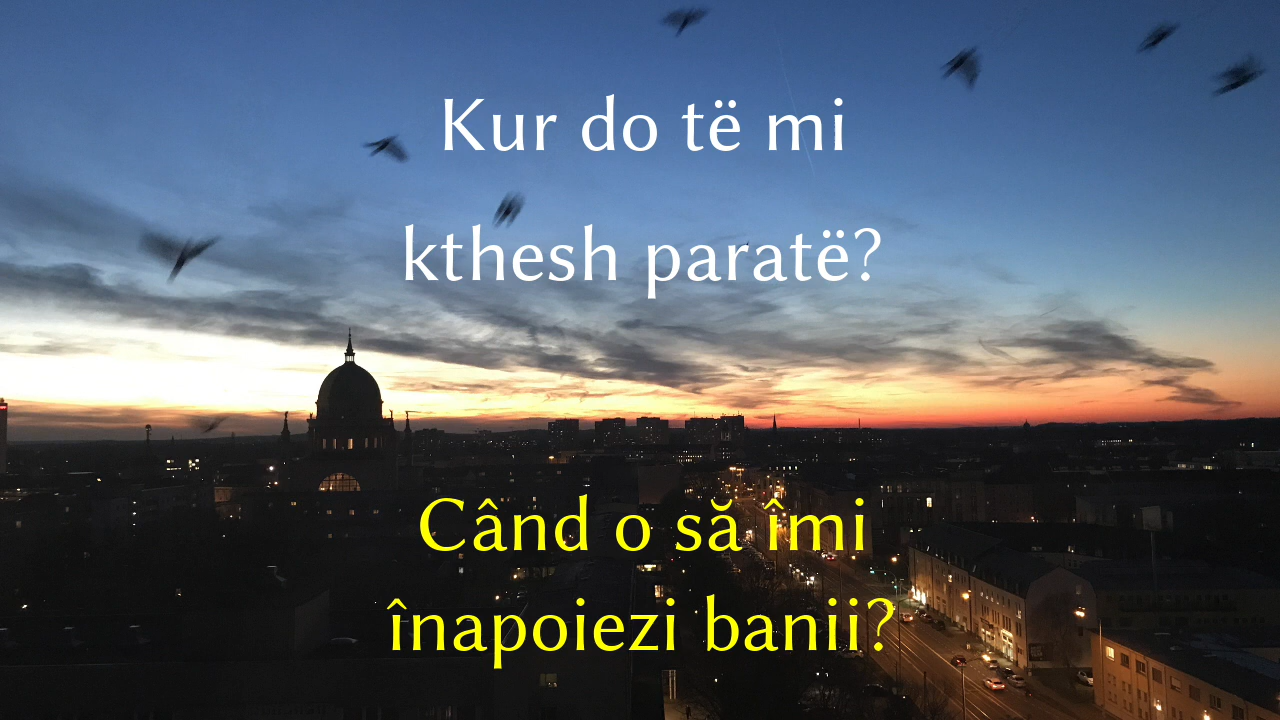 Kur do të mi
kthesh paratë?
Când o să îmi
înapoiezi banii?